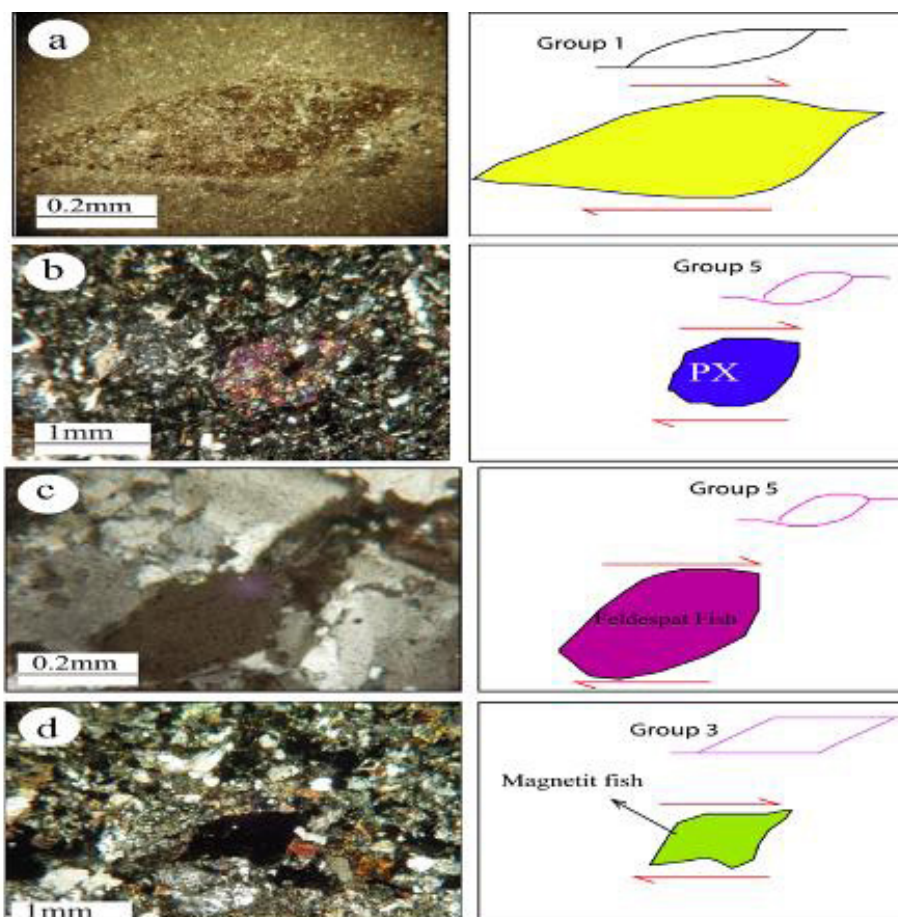 a
Group 1
0.2mm
b
Group 5
PX
1mm
c
Group 5
Feldespat Fish
0.2mm
d
Group 3
Magnetit fish
1mm